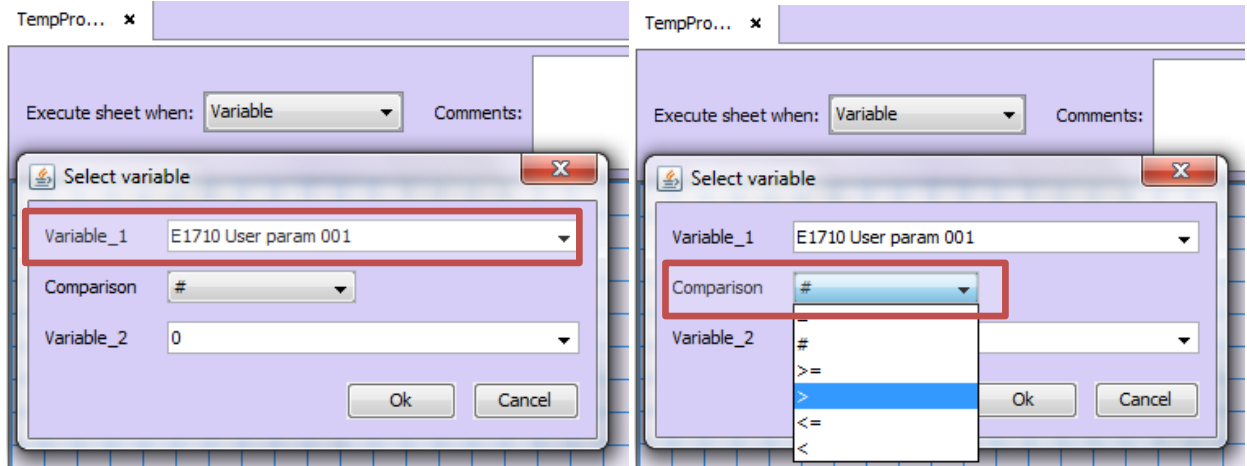 TempPro... ×
Execute sheet when: Variable Comments:
Select variable
Variable_1 E1710 User param 001
Comparison #
Variable_2 0
Ok Cancel
TempPro... ×
Execute sheet when: Variable Comments:
Select variable
Variable_1 E1710 User param 001
Comparison #
=
Variable_2
#
>=
>
<=
<
Ok Cancel